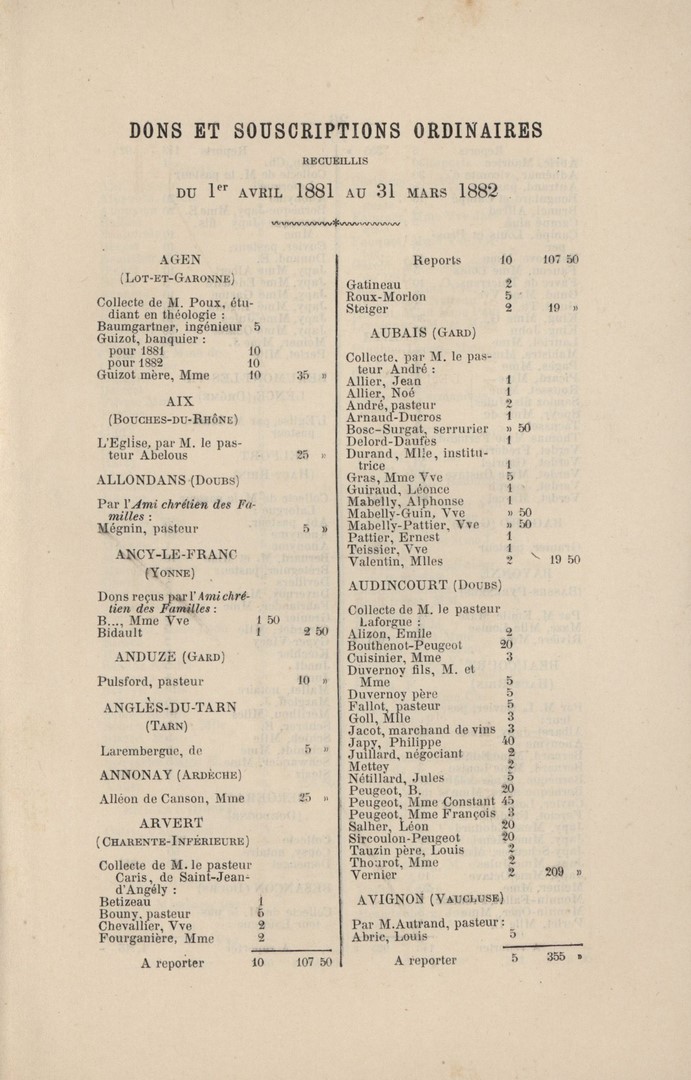 DONS ET SOUSCRIPTIONS ORDINAIRES
RECUEILLIS
DU 1er AVRIL 1881 AU 31 MARS 1882
AGEN
(LOT-ET-GARONNE)
Collecte de M. Poux, étu-
diant en théologie :
Baumgartner, ingénieur 5
Guizot, banquier :
pour 1881 10
pour 1882 10
Guizot mère, Mme 10 35 »
AIX
(BOUCHES-DU-RHÔNE)
L'Eglise, par M. le pas-
teur Abelous 25 »
ALLONDANS (DOUBS)
Par l'Ami chrétien des Fa-
milles :
Mégnin, pasteur 5 »
ANCY-LE-FRANC
(YONNE)
Dons reçus par l'Ami chré-
tien des Familles :
B..., Mme Vve 1 50
Bidault 1 2 50
ANDUZE (GARD)
Pulsford, pasteur 10 »
ANGLÈS-DU-TARN
(TARN)
Larembergue, de 5 »
ANNONAY (ARDÈCHE)
Alléon de Canson, Mme 25 »
ARVERT
(CHARENTE-INFÉRIEURE)
Collecte de M. le pasteur
Caris, de Saint-Jean-
d'Angély :
Betizeau 1
Bouny, pasteur 5
Chevallier, Vve 2
Fourganière, Mme 2
A reporter 10 107 50
Reports 10 107 50
Gatineau 2
Roux-Morlon 5
Steiger 2 19 »
AUBAIS (GARD)
Collecte, par M. le pas-
teur André :
Allier, Jean 1
Allier, Noé 1
André, pasteur 2
Arnaud-Ducros 1
Bosc-Surgat, serrurier » 50
Delord-Daufès 1
Durand, Mlle, institu-
trice 1
Gras, Mme Vve 5
Guiraud, Léonce 1
Mabelly, Alphonse 1
Mabelly-Guin, Vve » 50
Mabelly-Pattier, Vve » 50
Pattier, Ernest 1
Teissier, Vve 1
Valentin, Mlles 2 19 50
AUDINCOURT (DOUBS)
Collecte de M. le pasteur
Laforgue :
Alizon, Emile 2
Bouthenot-Peugeot 20
Cuisinier, Mme 3
Duvernoy fils, M. et
Mme 5
Duvernoy père 5
Fallot, pasteur 5
Goll, Mlle 3
Jacot, marchand de vins 3
Japy, Philippe 40
Juillard, négociant 2
Mettey 2
Nétillard, Jules 5
Peugeot, B. 20
Peugeot, Mme Constant 45
Peugeot, Mme François 3
Salher, Léon 20
Sircoulon-Peugeot 20
Tauzin père, Louis 2
Thourot, Mme 2
Vernier 2 209 »
AVIGNON (VAUCLUSE)
Par M. Autrand, pasteur :
Abric, Louis 5
A reporter 5 355 »